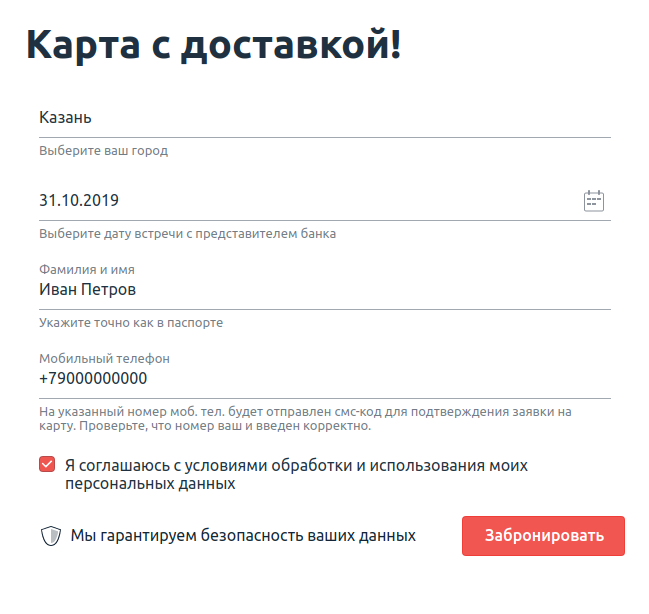 Карта с доставкой!
Казань
Выберите ваш город
31.10.2019
Выберите дату встречи с представителем банка
Фамилия и имя
Иван Петров
Укажите точно как в паспорте
Мобильный телефон
+79000000000
На указанный номер моб. тел. будет отправлен смс-код для подтверждения заявки на
карту. Проверьте, что номер ваш и введен корректно.
Я соглашаюсь с условиями обработки и использования моих
персональных данных
Мы гарантируем безопасность ваших данных
Забронировать